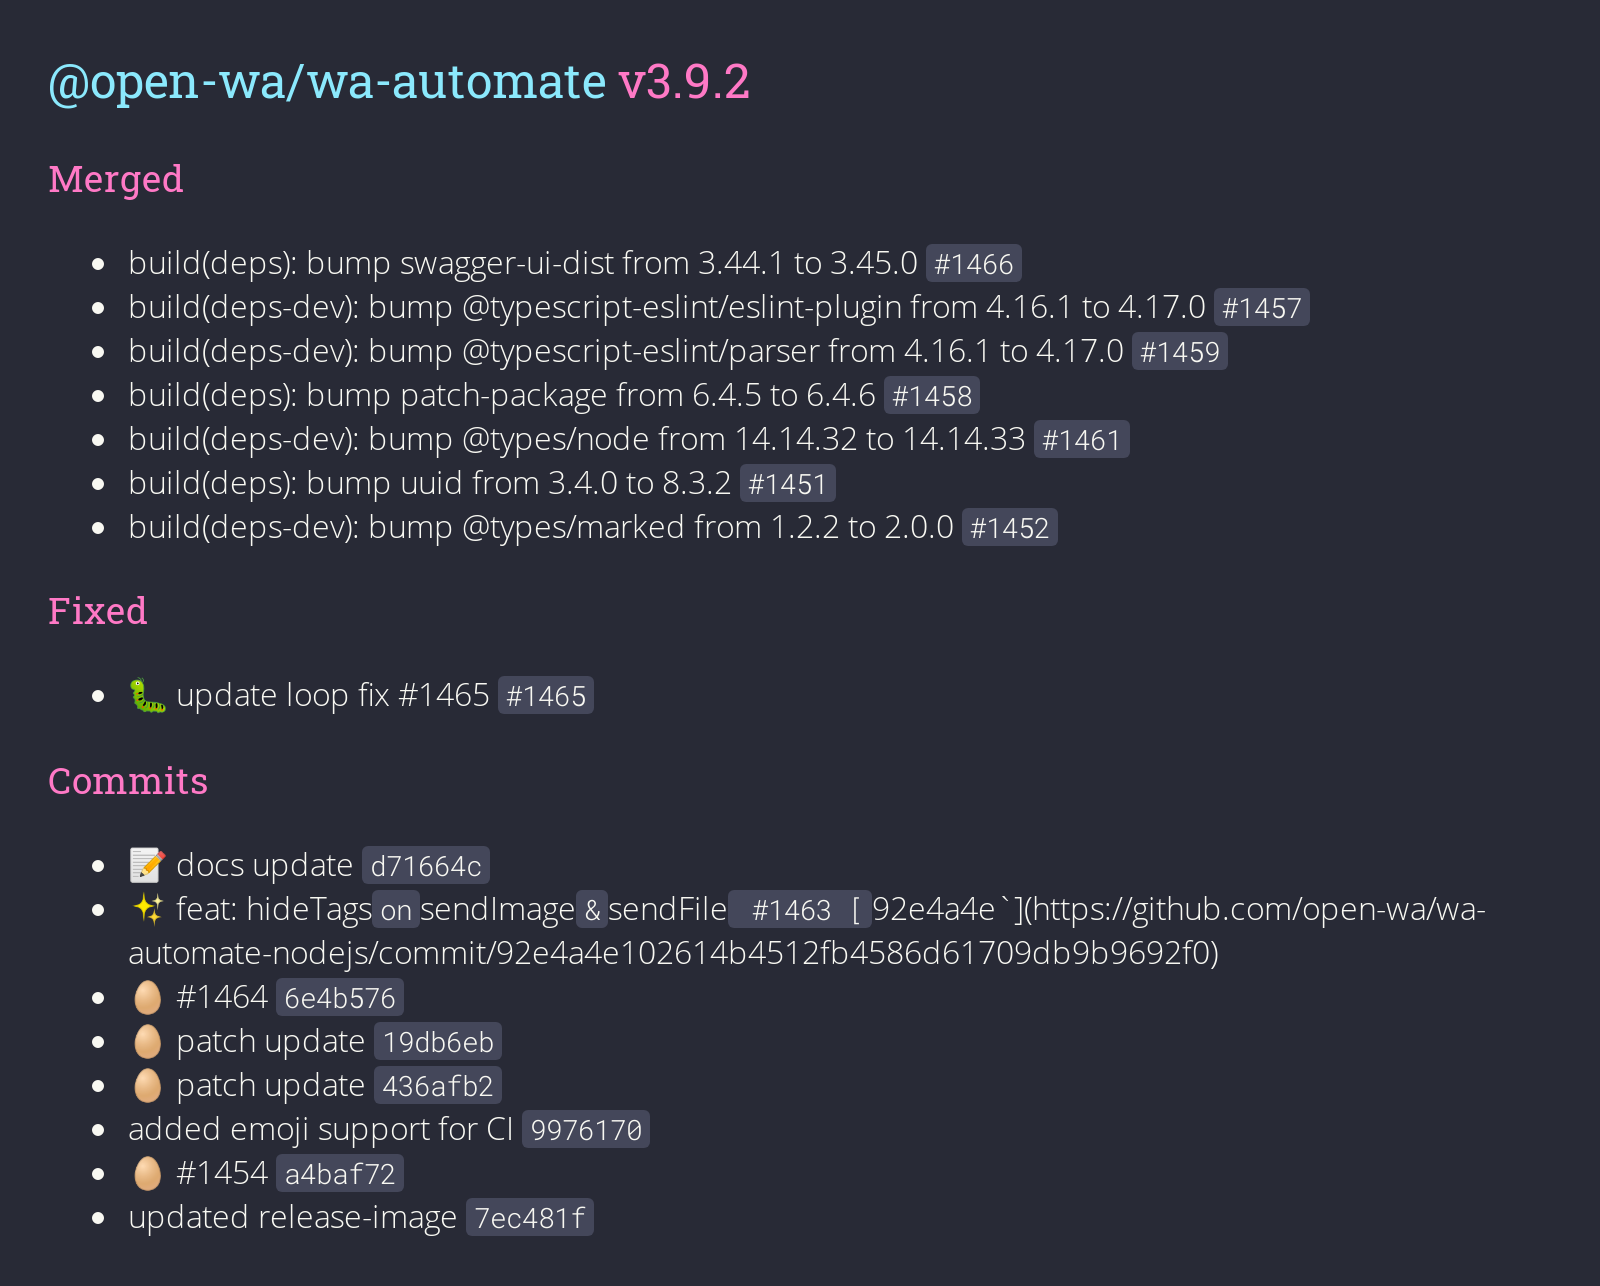 @open-wa/wa-automate v3.9.2
Merged
build(deps): bump swagger-ui-dist from 3.44.1 to 3.45.0 #1466
build(deps-dev): bump @typescript-eslint/eslint-plugin from 4.16.1 to 4.17.0 #1457
build(deps-dev): bump @typescript-eslint/parser from 4.16.1 to 4.17.0 #1459
build(deps): bump patch-package from 6.4.5 to 6.4.6 #1458
build(deps-dev): bump @types/node from 14.14.32 to 14.14.33 #1461
build(deps): bump uuid from 3.4.0 to 8.3.2 #1451
build(deps-dev): bump @types/marked from 1.2.2 to 2.0.0 #1452
Fixed
🐛 update loop fix #1465 #1465
Commits
📝 docs update d71664c
✨ feat: hideTags on sendImage & sendFile #1463 [ 92e4a4e`](https://github.com/open-wa/wa-
automate-nodejs/commit/92e4a4e102614b4512fb4586d61709db9b9692f0)
🥚 #1464 6e4b576
🥚 patch update 19db6eb
🥚 patch update 436afb2
added emoji support for CI 9976170
🥚 #1454 a4baf72
updated release-image 7ec481f